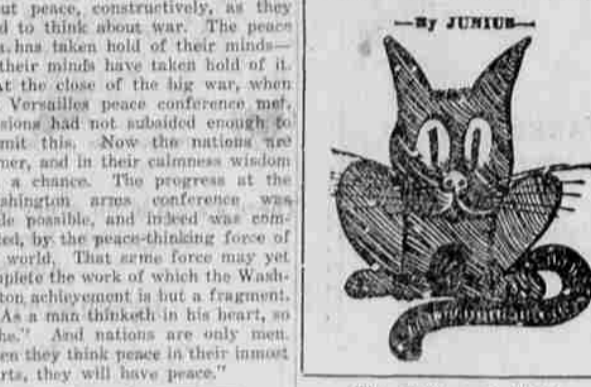 ut peace, constructively, as they
d to think about war. The peace
a. has taken hold of their minds—
their minds have taken hold of it.
At the close of the big war, when
Versailles peace conference met,
sions had not subsided enough to
mit this. Now the nations are
mer, and in their calmness wisdom
a chance. The progress at the
shington arms conference was
de possible, and indeed was com-
ted, by the peace-thinking force of
world. That same force may yet
mplete the work of which the Wash-
ton achievement is but a fragment.
As a man thinketh in his heart, so
he." And nations are only men.
en they think peace in their inmost
rts, they will have peace."
—By JUNIUS—